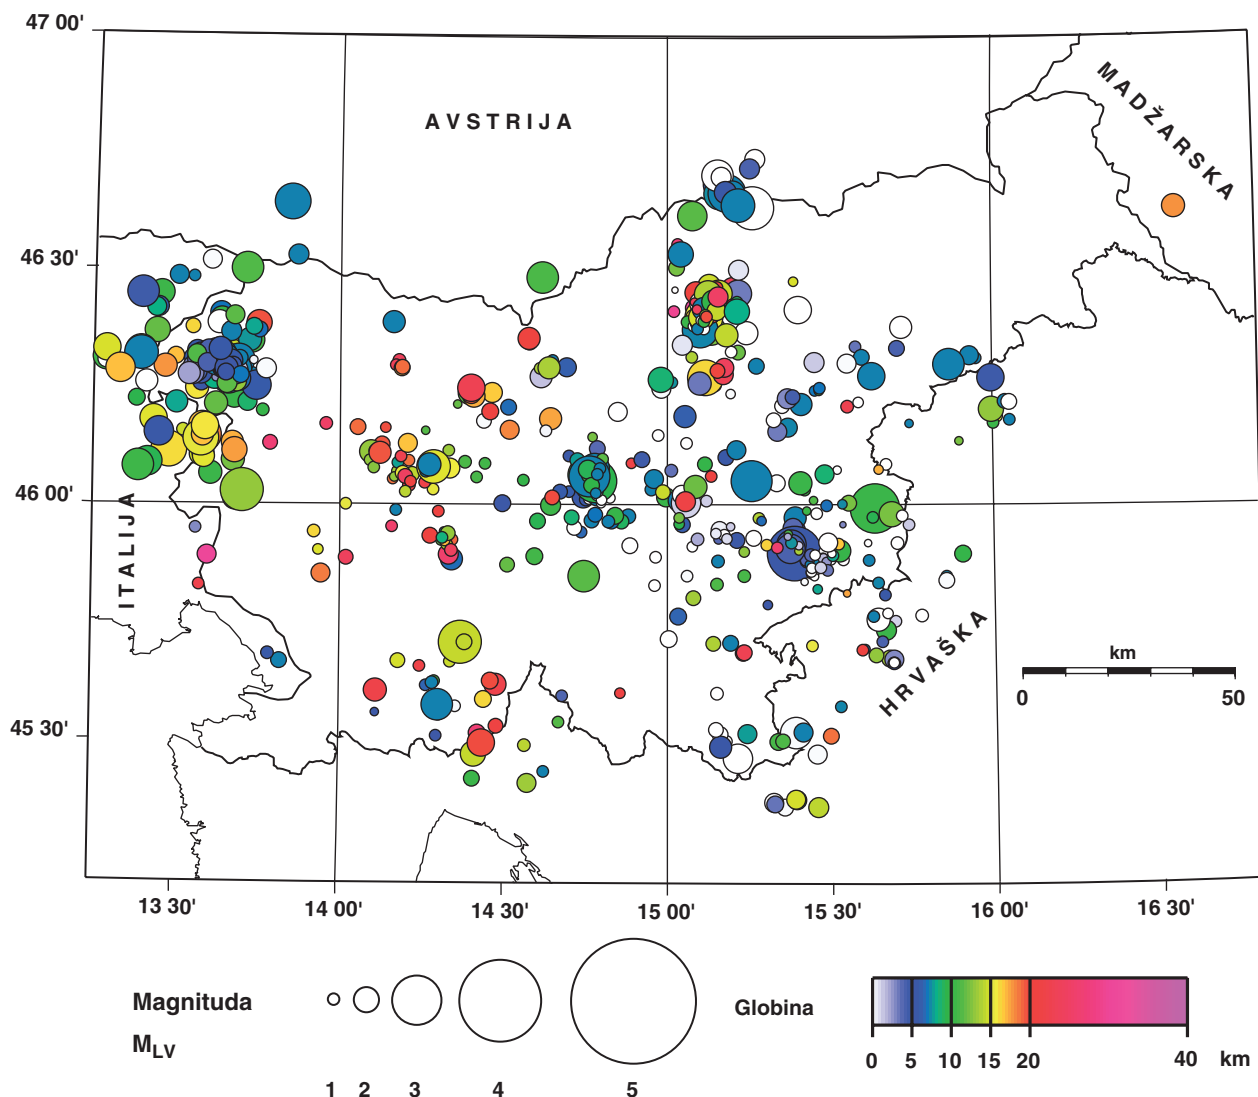 47 00'
AVSTRIJA
MADŽARSKA
46 30'
46 00'
ITALIJA
HRVAŠKA
km
0 50
45 30'
13 30' 14 00' 14 30' 15 00' 15 30' 16 00' 16 30'
Magnituda
MLV
1 2 3 4 5
Globina
0 5 10 15 20 40 km